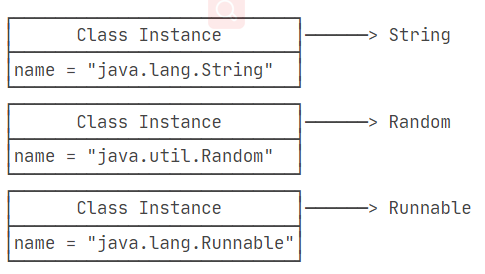 Class Instance ──────> String
name = "java.lang.String"
Class Instance ──────> Random
name = "java.util.Random"
Class Instance ──────> Runnable
name = "java.lang.Runnable"